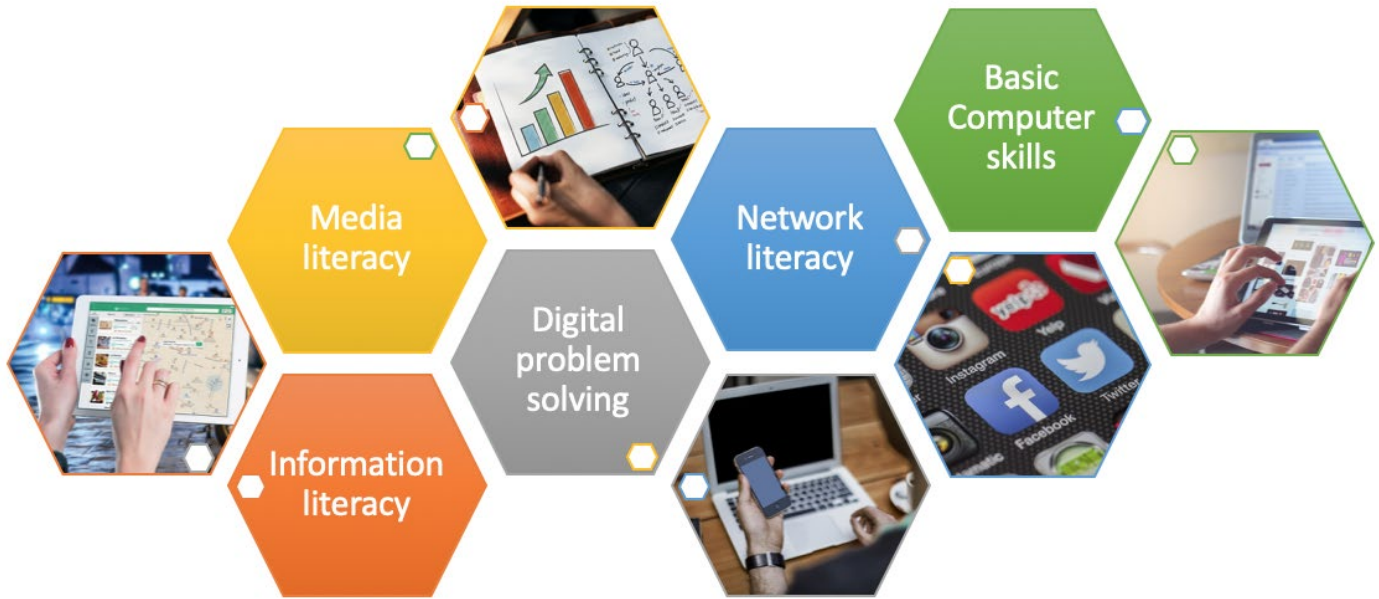 Media
literacy
Information
literacy
Digital
problem
solving
Network
literacy
Basic
Computer
skills
Yelp
Instagram
Facebook
Twitter